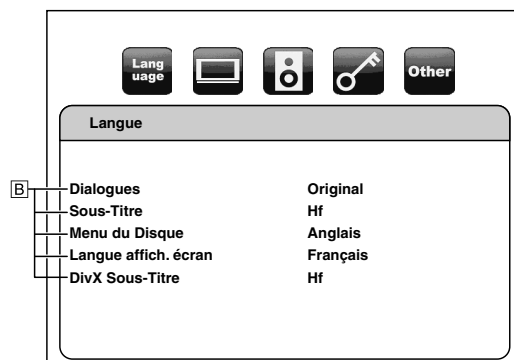 Lang
uage
Other
Langue
B
Dialogues Original
Sous-Titre Hf
Menu du Disque Anglais
Langue affich. écran Français
DivX Sous-Titre Hf